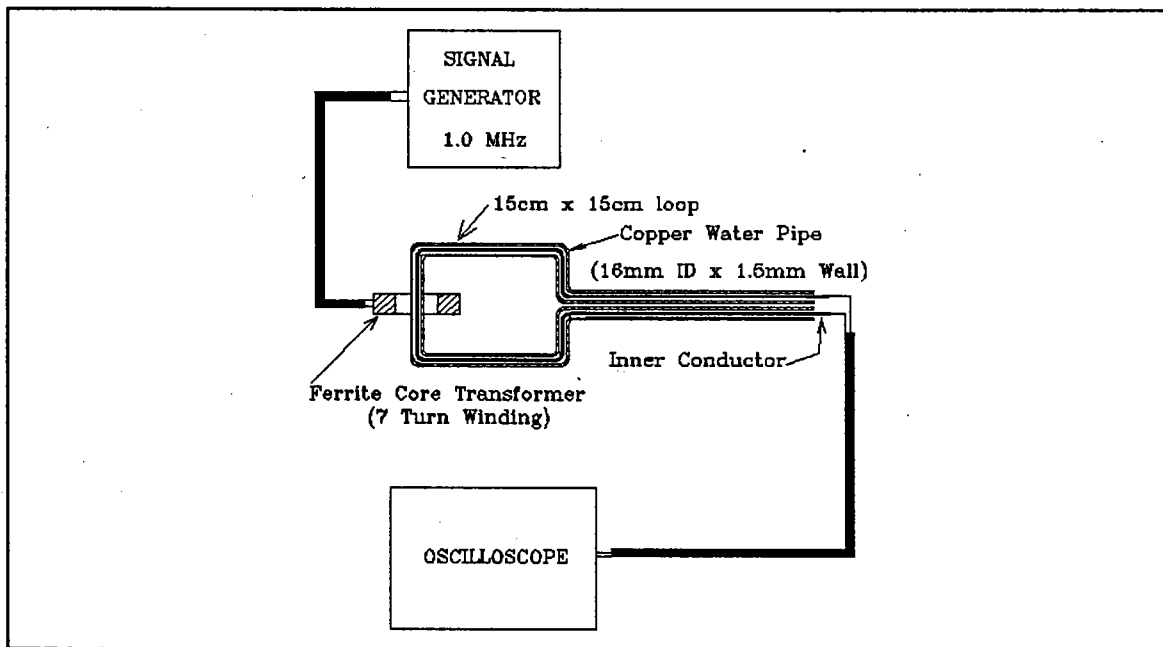 SIGNAL
GENERATOR
1.0 MHz
15cm x 15cm loop
Copper Water Pipe
(16mm ID x 1.5mm Wall)
Inner Conductor
Ferrite Core Transformer
(7 Turn Winding)
OSCILLOSCOPE